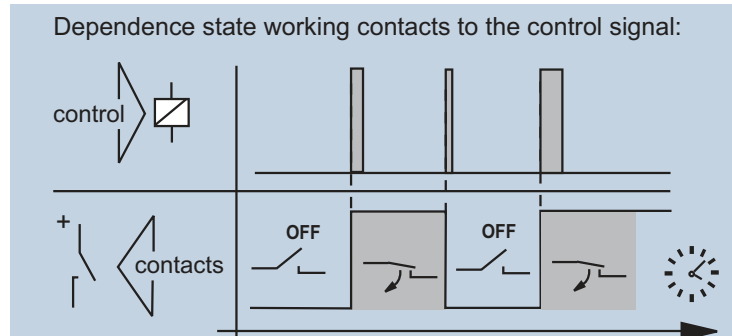 Dependence state working contacts to the control signal:
control
+
OFF
OFF
contacts